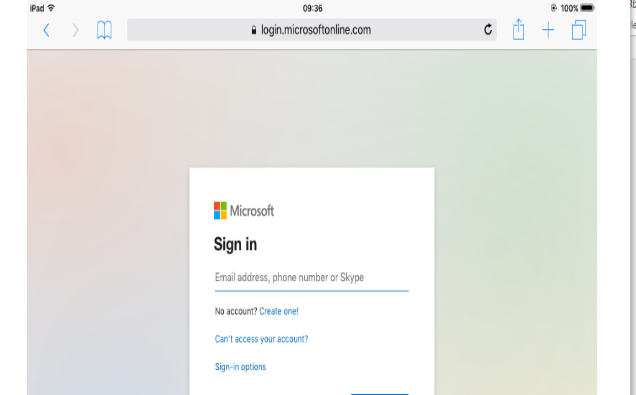 iPad 09:36 100%
login.microsoftonline.com
Microsoft
Sign in
Email address, phone number or Skype
No account? Create one!
Can't access your account?
Sign-in options